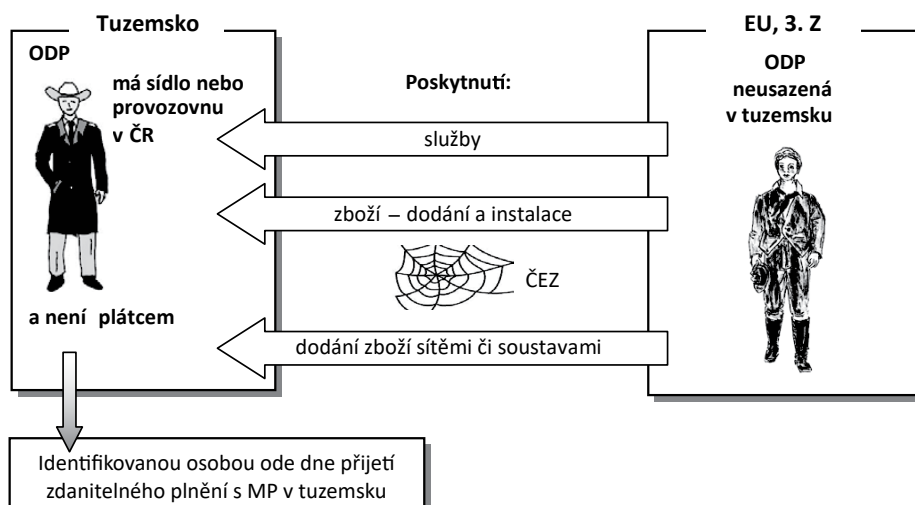 Tuzemsko
ODP
má sídlo nebo
provozovnu
v ČR
a není plátcem
Poskytnutí:
služby
zboží – dodání a instalace
ČEZ
dodání zboží sítěmi či soustavami
EU, 3. Z
ODP
neusazená
v tuzemsku
Identifikovanou osobou ode dne přijetí
zdanitelného plnění s MP v tuzemsku